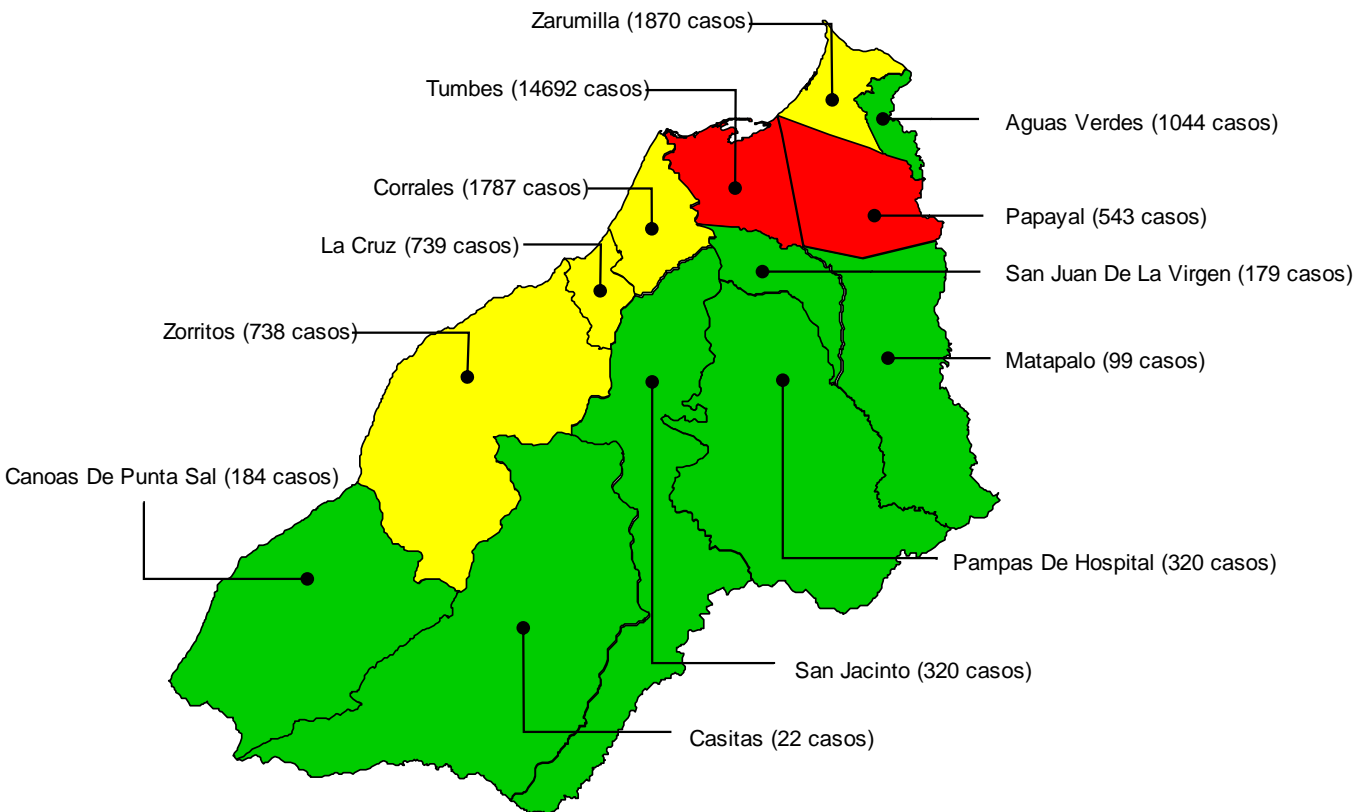 Zarumilla (1870 casos)
Tumbes (14692 casos)
Aguas Verdes (1044 casos)
Corrales (1787 casos)
Papayal (543 casos)
La Cruz (739 casos)
San Juan De La Virgen (179 casos)
Zorritos (738 casos)
Matapalo (99 casos)
Canoas De Punta Sal (184 casos)
Pampas De Hospital (320 casos)
San Jacinto (320 casos)
Casitas (22 casos)